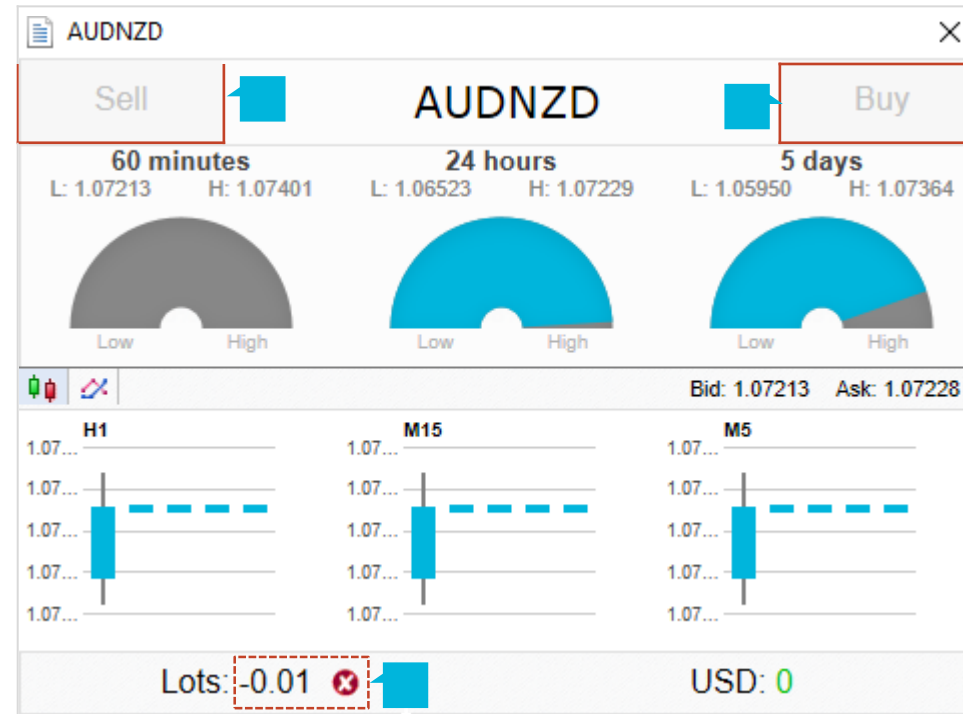 AUDNZD
Sell AUDNZD Buy
60 minutes 24 hours 5 days
L: 1.07213 H: 1.07401 L: 1.06523 H: 1.07229 L: 1.05950 H: 1.07364
Low High Low High Low High
Bid: 1.07213 Ask: 1.07228
H1 M15 M5
1.07... 1.07... 1.07...
1.07... 1.07... 1.07...
1.07... 1.07... 1.07...
1.07... 1.07... 1.07...
1.07... 1.07... 1.07...
Lots: -0.01 USD: 0